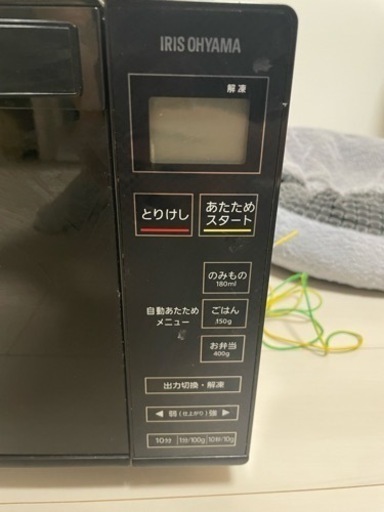 IRIS OHYAMA
解凍
とりけし
あたため
スタート
のみもの
180ml
自動あたため
メニュー
ごはん
150g
お弁当
400g
出力切換・解凍
◀ 弱 (仕上がり) 強 ▶
10分 1分/100g 10秒/10g